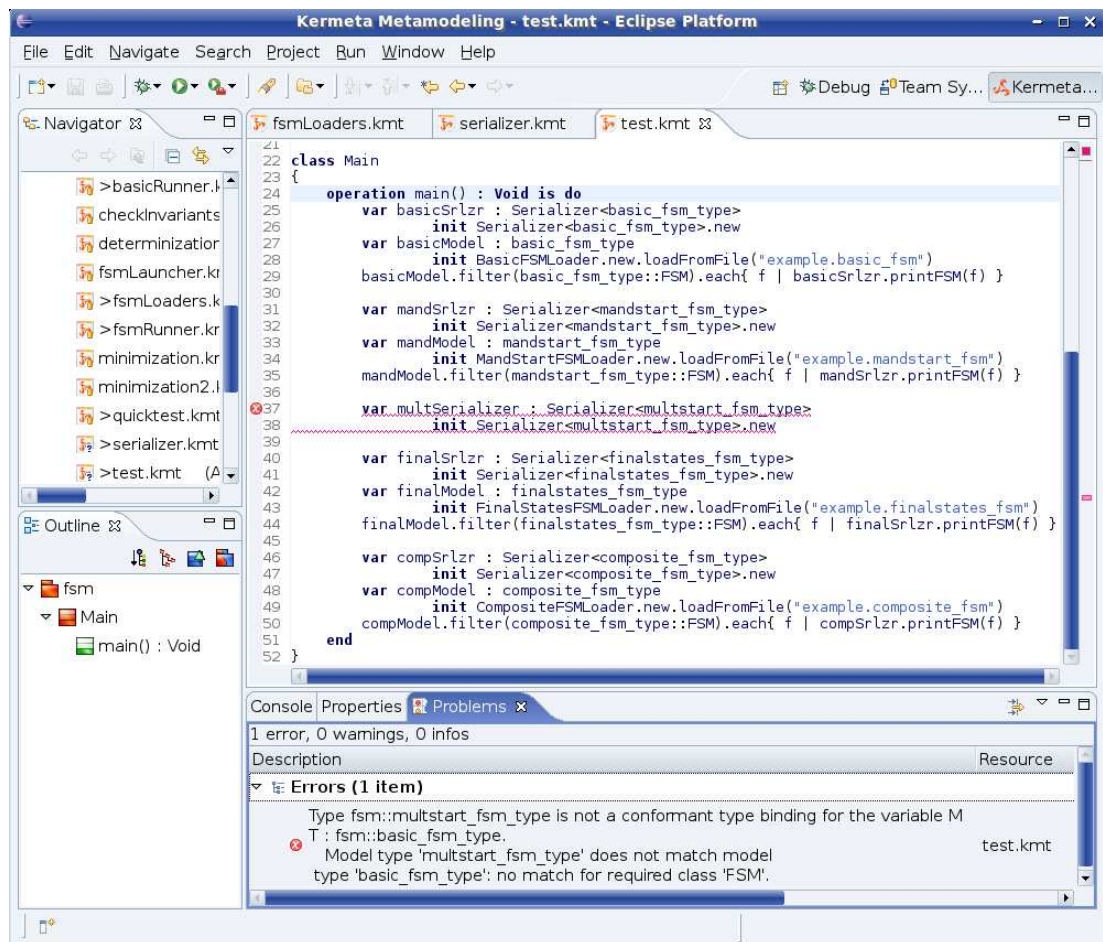 Kermeta Metamodeling - test.kmt - Eclipse Platform
File Edit Navigate Search Project Run Window Help
Debug Team Sy... Kermeta...
Navigator
>basicRunner.k
checkInvariants
determinization
fsmLauncher.kr
>fsmLoaders.k
>fsmRunner.kr
minimization.kr
minimization2.k
>quicktest.kmt
>serializer.kmt
>test.kmt (A
Outline
fsm
Main
main() : Void
fsmLoaders.kmt serializer.kmt test.kmt
21
22 class Main
23 {
24 operation main() : Void is do
25 var basicSrlzr : Serializer<basic_fsm_type>
26 init Serializer<basic_fsm_type>.new
27 var basicModel : basic_fsm_type
28 init BasicFSMLoader.new.loadFromFile("example.basic_fsm")
29 basicModel.filter(basic_fsm_type::FSM).each{ f | basicSrlzr.printFSM(f) }
30
31 var mandSrlzr : Serializer<mandstart_fsm_type>
32 init Serializer<mandstart_fsm_type>.new
33 var mandModel : mandstart_fsm_type
34 init MandStartFSMLoader.new.loadFromFile("example.mandstart_fsm")
35 mandModel.filter(mandstart_fsm_type::FSM).each{ f | mandSrlzr.printFSM(f) }
36
37 var multSerializer : Serializer<multstart_fsm_type>
38 init Serializer<multstart_fsm_type>.new
39
40 var finalSrlzr : Serializer<finalstates_fsm_type>
41 init Serializer<finalstates_fsm_type>.new
42 var finalModel : finalstates_fsm_type
43 init FinalStatesFSMLoader.new.loadFromFile("example.finalstates_fsm")
44 finalModel.filter(finalstates_fsm_type::FSM).each{ f | finalSrlzr.printFSM(f) }
45
46 var compSrlzr : Serializer<composite_fsm_type>
47 init Serializer<composite_fsm_type>.new
48 var compModel : composite_fsm_type
49 init CompositeFSMLoader.new.loadFromFile("example.composite_fsm")
50 compModel.filter(composite_fsm_type::FSM).each{ f | compSrlzr.printFSM(f) }
51 end
52 }
Console Properties Problems
1 error, 0 warnings, 0 infos
Description Resource
Errors (1 item)
Type fsm::multstart_fsm_type is not a conformant type binding for the variable M
T : fsm::basic_fsm_type.
Model type 'multstart_fsm_type' does not match model
type 'basic_fsm_type': no match for required class 'FSM'.
test.kmt